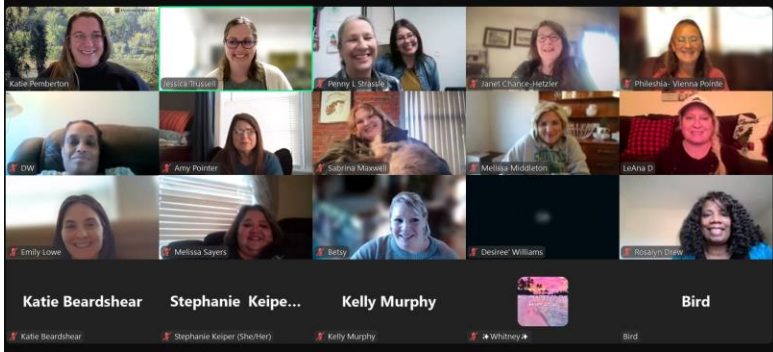 Katie Pemberton
Jessica Trussell
Penny L Strassle
Janet Chance-Hetzler
Phileshia- Vienna Pointe
DW
Amy Pointer
Sabrina Maxwell
Melissa Middleton
LeAna D
Emily Lowe
Melissa Sayers
Betsy
Desiree' Williams
Rosalyn Drew
Katie Beardshear
Stephanie Keipe...
Kelly Murphy
Bird
Katie Beardshear
Stephanie Keiper (She/Her)
Kelly Murphy
✨Whitney✨
Bird